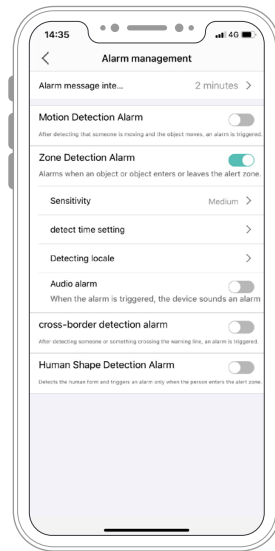 14:35
4G
Alarm management
Alarm message inte...
2 minutes
Motion Detection Alarm
After detecting that someone is moving and the object moves, an alarm is triggered.
Zone Detection Alarm
Alarms when an object or object enters or leaves the alert zone.
Sensitivity
Medium
detect time setting
Detecting locale
Audio alarm
When the alarm is triggered, the device sounds an alarm
cross-border detection alarm
After detecting someone or something crossing the warning line, an alarm is triggered.
Human Shape Detection Alarm
Detects the human form and triggers an alarm only when the person enters the alert zone.